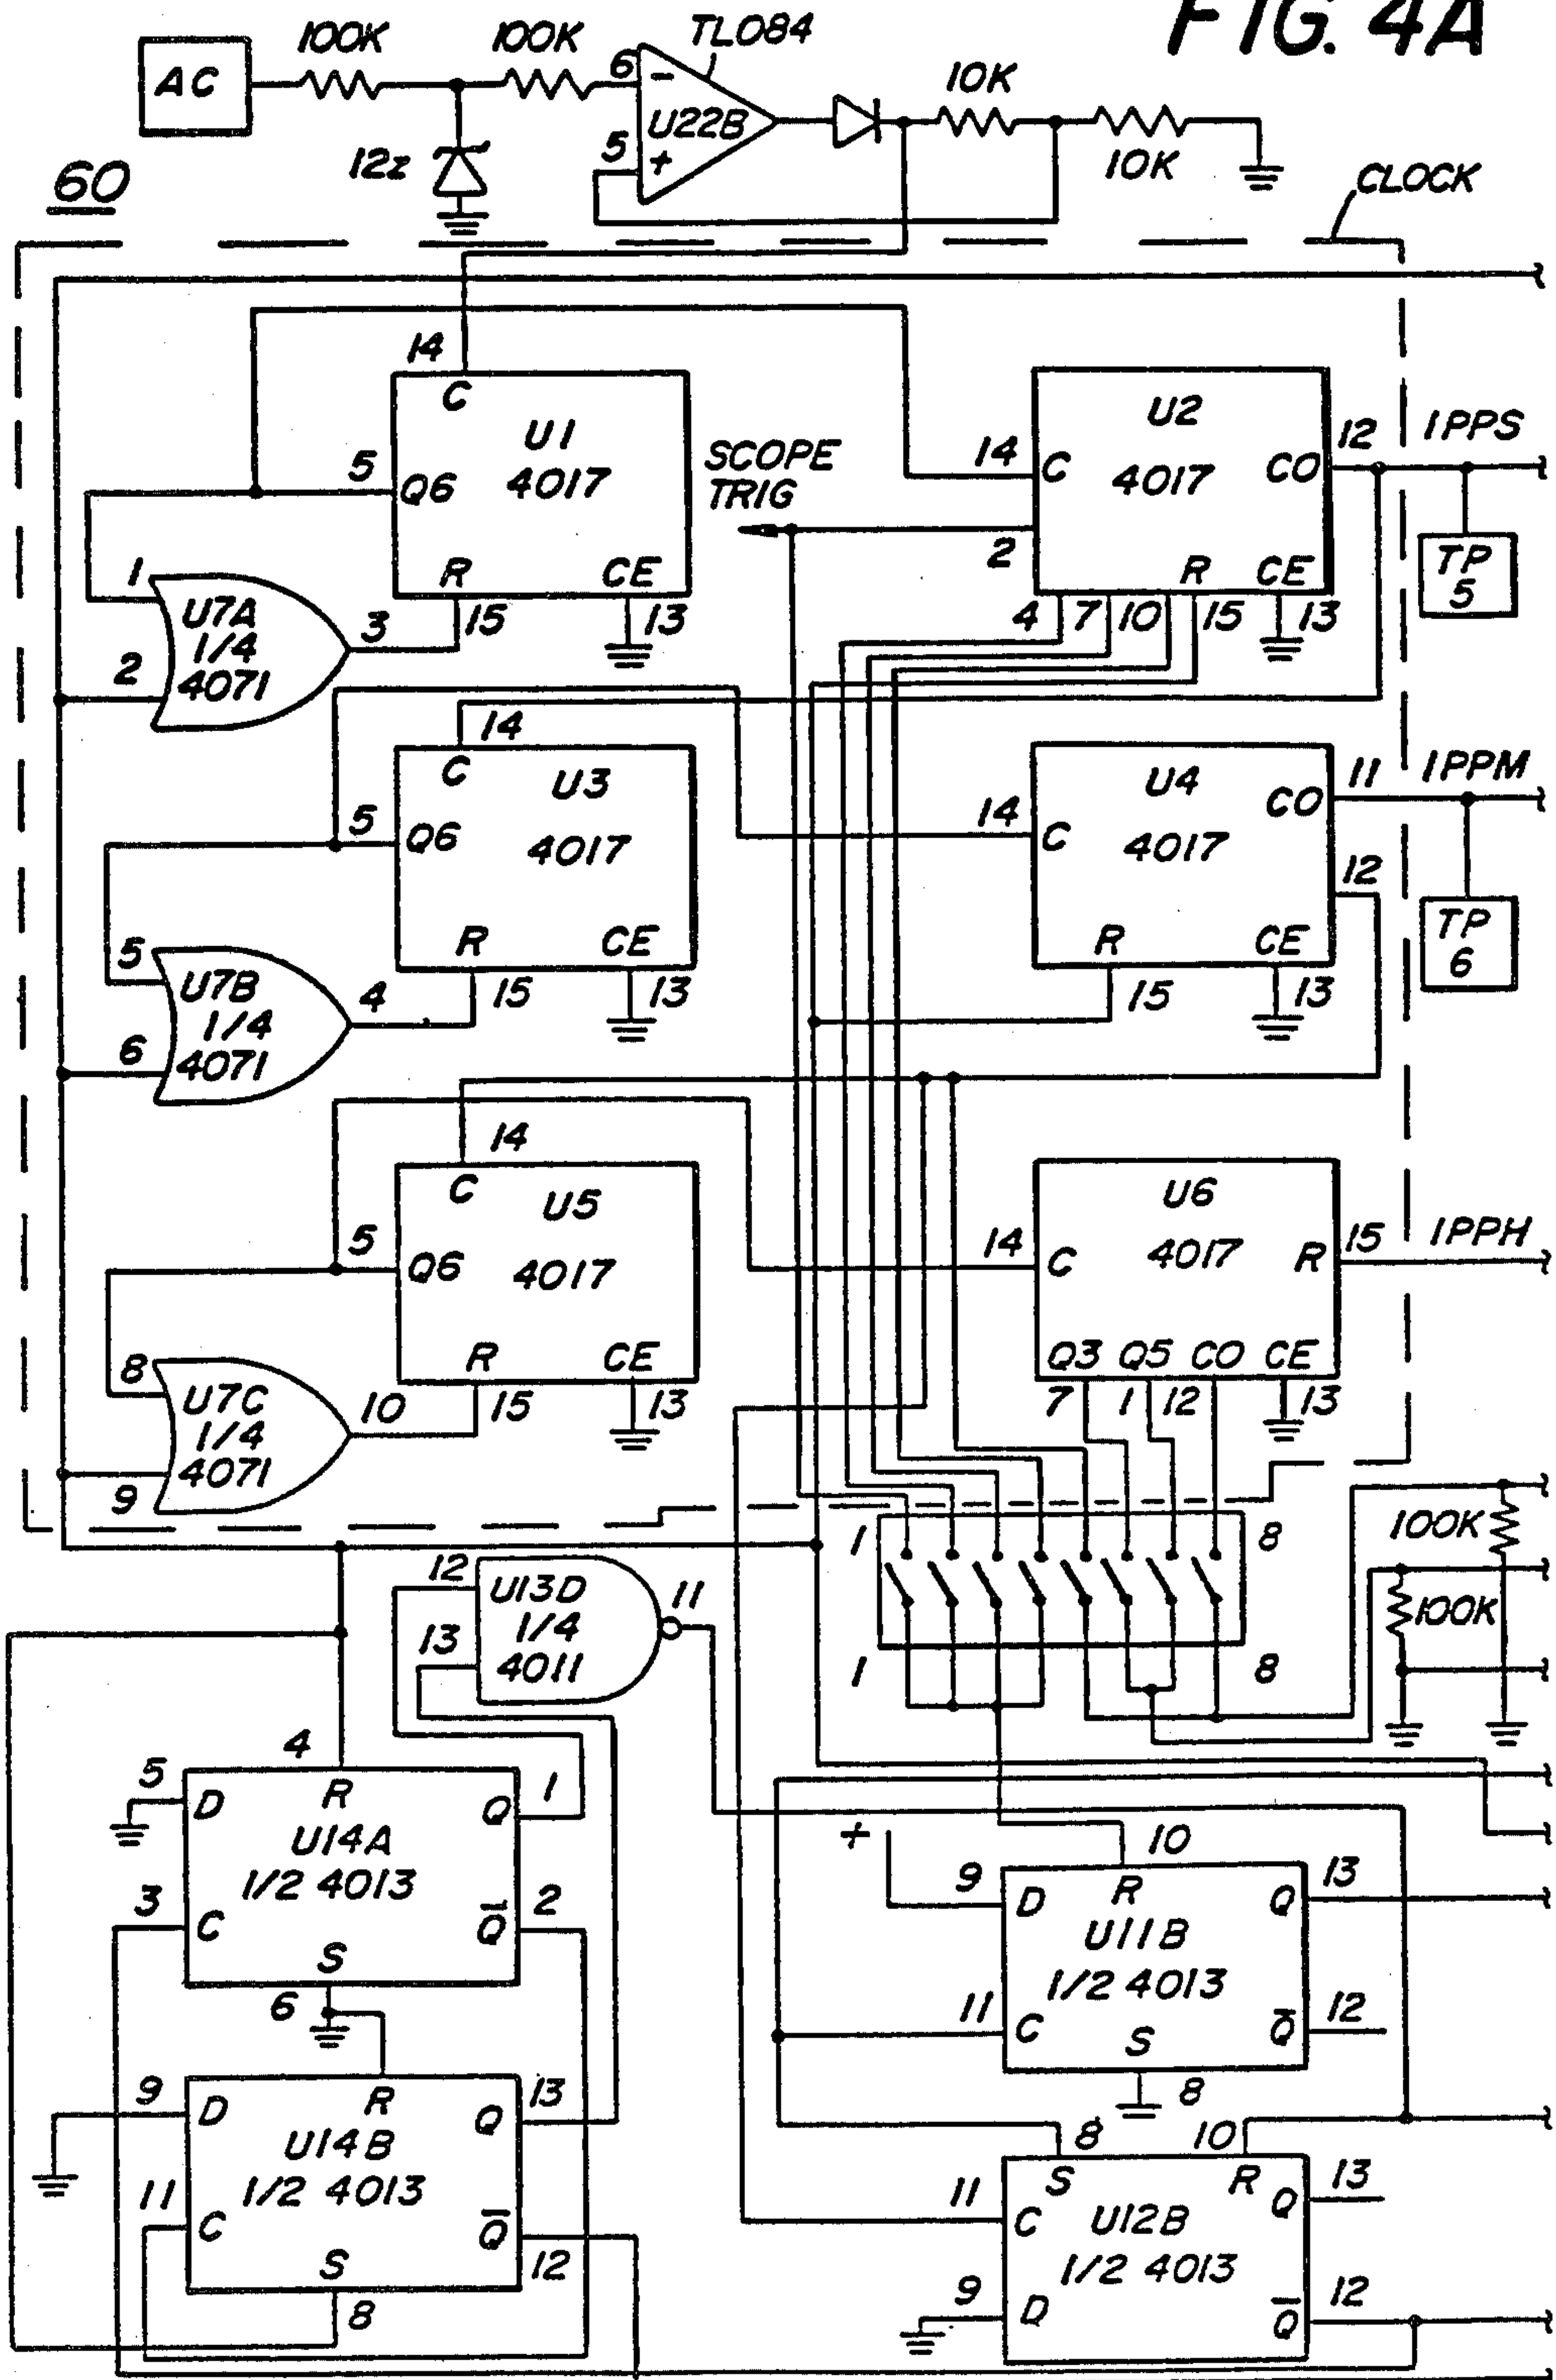 FIG. 4A
AC
100K
100K
TL084
6
-
U22B
5
+
10K
10K
12z
60
CLOCK
14
C
U1
4017
5
Q6
R
CE
15
13
SCOPE
TRIG
U2
4017
14
C
CO
12
1PPS
2
R
CE
4
7
10
15
13
TP
5
1
U7A
1/4
4071
2
3
14
C
U3
4017
5
Q6
R
CE
15
13
U4
4017
14
C
CO
11
1PPM
12
R
CE
15
13
TP
6
5
U7B
1/4
4071
6
4
14
C
U5
4017
5
Q6
R
CE
15
13
U6
4017
14
C
R
15
1PPH
Q3
Q5
CO
CE
7
1
12
13
8
U7C
1/4
4071
9
10
1
8
1
8
100K
100K
12
U13D
1/4
4011
13
11
4
5
D
R
Q
1
U14A
1/2 4013
3
C
Q̅
2
S
6
+
10
9
D
R
Q
13
U11B
1/2 4013
11
C
Q̅
12
S
8
9
D
R
Q
13
U14B
1/2 4013
11
C
Q̅
12
S
8
8
10
S
R
Q
13
11
C
U12B
1/2 4013
9
D
Q̅
12